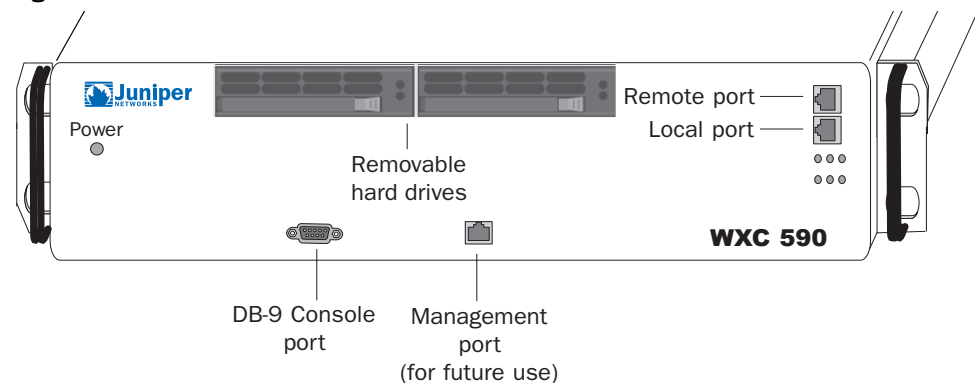 Juniper
NETWORKS
Power
Removable
hard drives
Remote port
Local port
WXC 590
DB-9 Console
port
Management
port
(for future use)